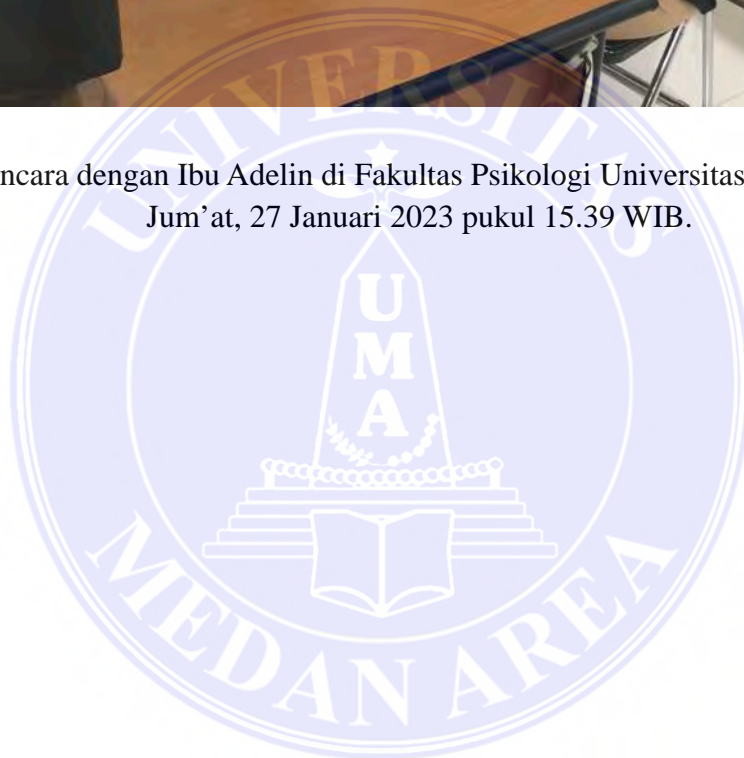 ncara dengan Ibu Adelin di Fakultas Psikologi Universitas
Jum’at, 27 Januari 2023 pukul 15.39 WIB.
UNIVERSITAS
U
M
A
MEDAN AREA